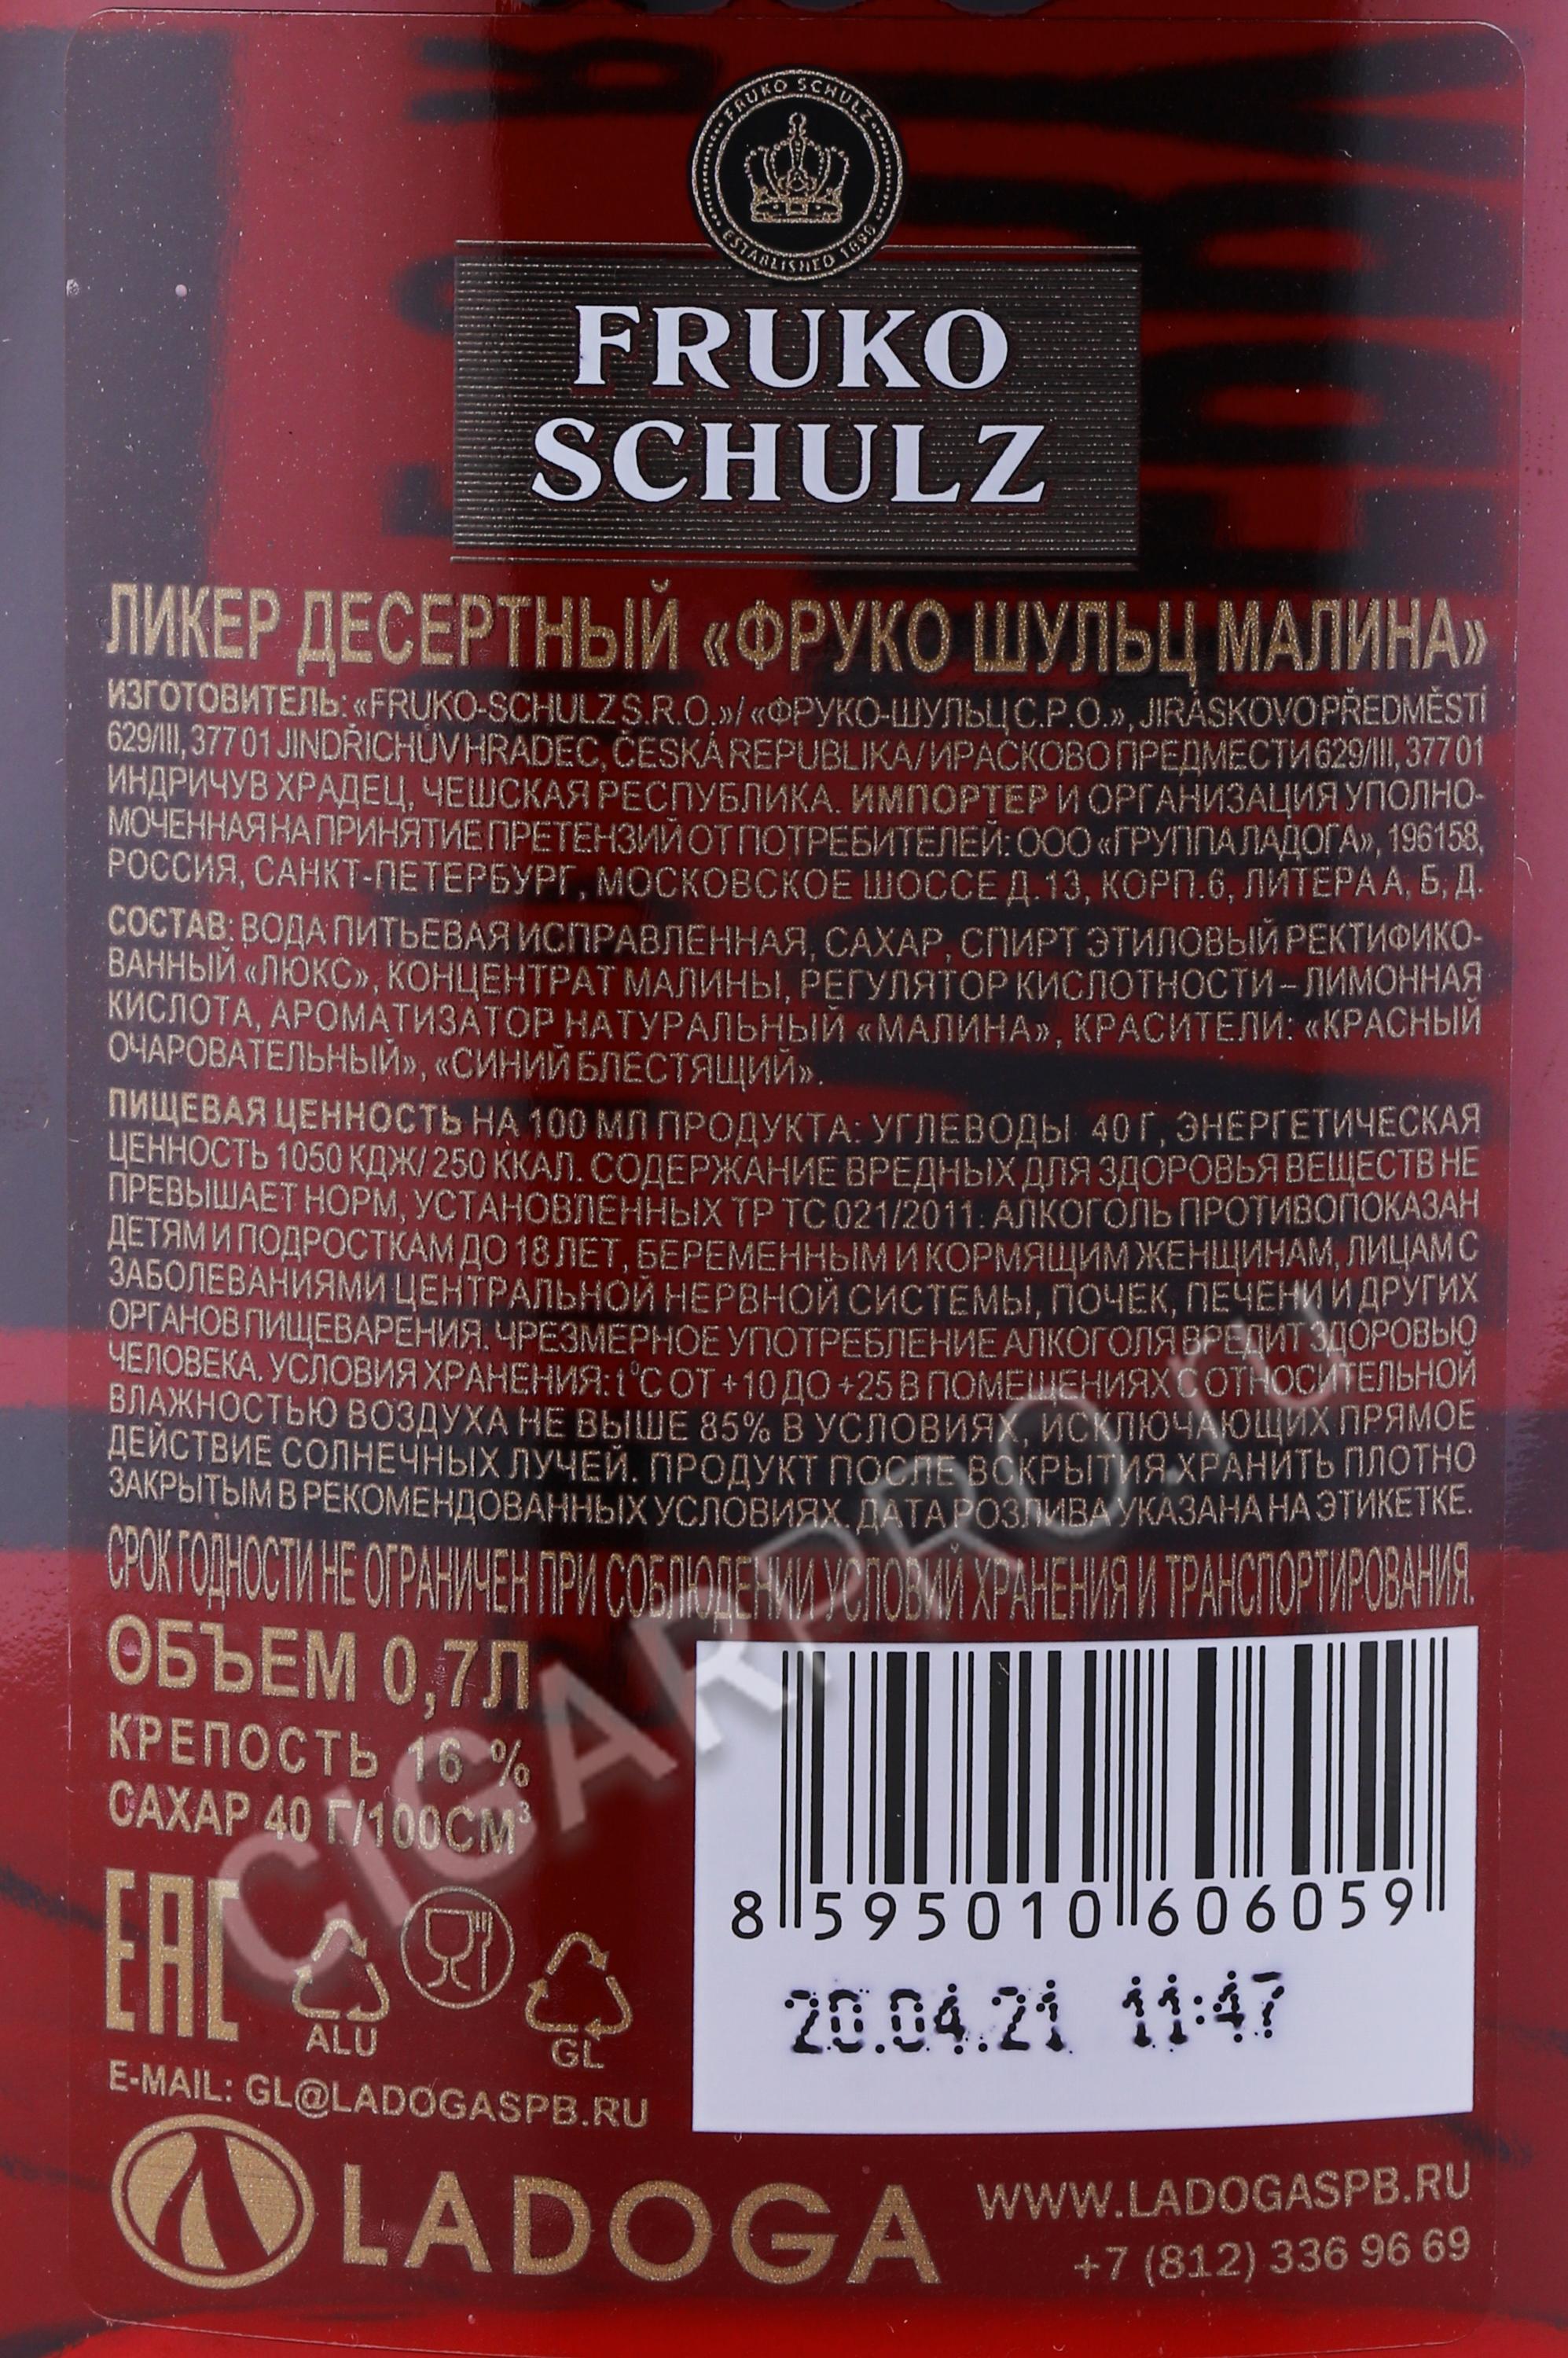 FRUKO SCHULZ
ESTABLISHED 1898
FRUKO
SCHULZ
ЛИКЕР ДЕСЕРТНЫЙ «ФРУКО ШУЛЬЦ МАЛИНА»
ИЗГОТОВИТЕЛЬ: «FRUKO-SCHULZ S.R.O.»/ «ФРУКО-ШУЛЬЦ С.Р.О.», JIRÁSKOVO PŘEDMĚSTÍ
629/III, 377 01 JINDŘICHŮV HRADEC, ČESKÁ REPUBLIKA/ ИРАСКОВО ПРЕДМЕСТИ 629/III, 377 01
ИНДРИЧУВ ХРАДЕЦ, ЧЕШСКАЯ РЕСПУБЛИКА. ИМПОРТЕР И ОРГАНИЗАЦИЯ УПОЛНО-
МОЧЕННАЯ НА ПРИНЯТИЕ ПРЕТЕНЗИЙ ОТ ПОТРЕБИТЕЛЕЙ: ООО «ГРУППА ЛАДОГА», 196158,
РОССИЯ, САНКТ-ПЕТЕРБУРГ, МОСКОВСКОЕ ШОССЕ Д.13, КОРП.6, ЛИТЕРА А, Б, Д.
СОСТАВ: ВОДА ПИТЬЕВАЯ ИСПРАВЛЕННАЯ, САХАР, СПИРТ ЭТИЛОВЫЙ РЕКТИФИКО-
ВАННЫЙ «ЛЮКС», КОНЦЕНТРАТ МАЛИНЫ, РЕГУЛЯТОР КИСЛОТНОСТИ – ЛИМОННАЯ
КИСЛОТА, АРОМАТИЗАТОР НАТУРАЛЬНЫЙ «МАЛИНА», КРАСИТЕЛИ: «КРАСНЫЙ
ОЧАРОВАТЕЛЬНЫЙ», «СИНИЙ БЛЕСТЯЩИЙ».
ПИЩЕВАЯ ЦЕННОСТЬ НА 100 МЛ ПРОДУКТА: УГЛЕВОДЫ 40 Г, ЭНЕРГЕТИЧЕСКАЯ
ЦЕННОСТЬ 1050 КДЖ/ 250 ККАЛ. СОДЕРЖАНИЕ ВРЕДНЫХ ДЛЯ ЗДОРОВЬЯ ВЕЩЕСТВ НЕ
ПРЕВЫШАЕТ НОРМ, УСТАНОВЛЕННЫХ ТР ТС 021/2011. АЛКОГОЛЬ ПРОТИВОПОКАЗАН
ДЕТЯМ И ПОДРОСТКАМ ДО 18 ЛЕТ, БЕРЕМЕННЫМ И КОРМЯЩИМ ЖЕНЩИНАМ, ЛИЦАМ С
ЗАБОЛЕВАНИЯМИ ЦЕНТРАЛЬНОЙ НЕРВНОЙ СИСТЕМЫ, ПОЧЕК, ПЕЧЕНИ И ДРУГИХ
ОРГАНОВ ПИЩЕВАРЕНИЯ. ЧРЕЗМЕРНОЕ УПОТРЕБЛЕНИЕ АЛКОГОЛЯ ВРЕДИТ ЗДОРОВЬЮ
ЧЕЛОВЕКА. УСЛОВИЯ ХРАНЕНИЯ: t°С ОТ +10 ДО +25 В ПОМЕЩЕНИЯХ С ОТНОСИТЕЛЬНОЙ
ВЛАЖНОСТЬЮ ВОЗДУХА НЕ ВЫШЕ 85% В УСЛОВИЯХ, ИСКЛЮЧАЮЩИХ ПРЯМОЕ
ДЕЙСТВИЕ СОЛНЕЧНЫХ ЛУЧЕЙ. ПРОДУКТ ПОСЛЕ ВСКРЫТИЯ ХРАНИТЬ ПЛОТНО
ЗАКРЫТЫМ В РЕКОМЕНДОВАННЫХ УСЛОВИЯХ. ДАТА РОЗЛИВА УКАЗАНА НА ЭТИКЕТКЕ.
СРОК ГОДНОСТИ НЕ ОГРАНИЧЕН ПРИ СОБЛЮДЕНИИ УСЛОВИЙ ХРАНЕНИЯ И ТРАНСПОРТИРОВАНИЯ.
ОБЪЕМ 0,7Л
КРЕПОСТЬ 16 %
САХАР 40 Г/100СМ³
8 595010 606059
20.04.21 11:47
EAC
ALU
GL
E-MAIL: GL@LADOGASPB.RU
LADOGA
WWW.LADOGASPB.RU
+7 (812) 336 96 69
CIGARPRO.ru